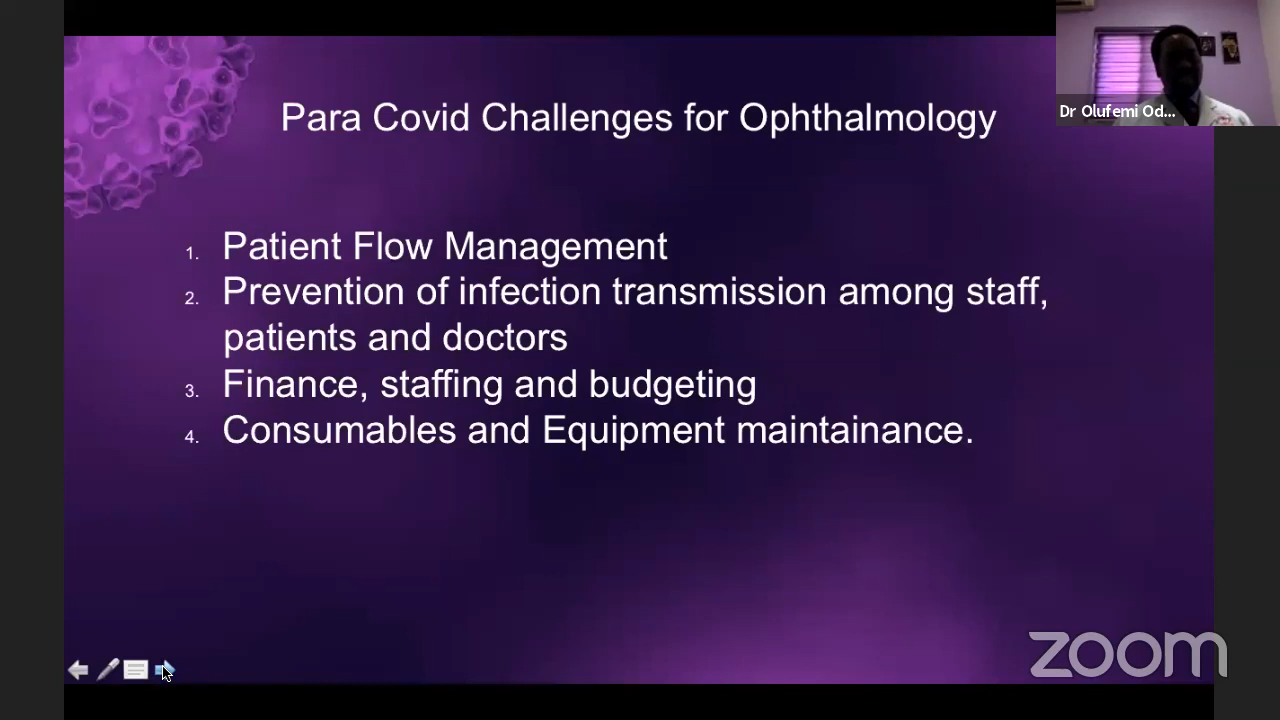 Para Covid Challenges for Ophthalmology
Dr Olufemi Od...
1. Patient Flow Management
2. Prevention of infection transmission among staff,
patients and doctors
3. Finance, staffing and budgeting
4. Consumables and Equipment maintainance.
zoom